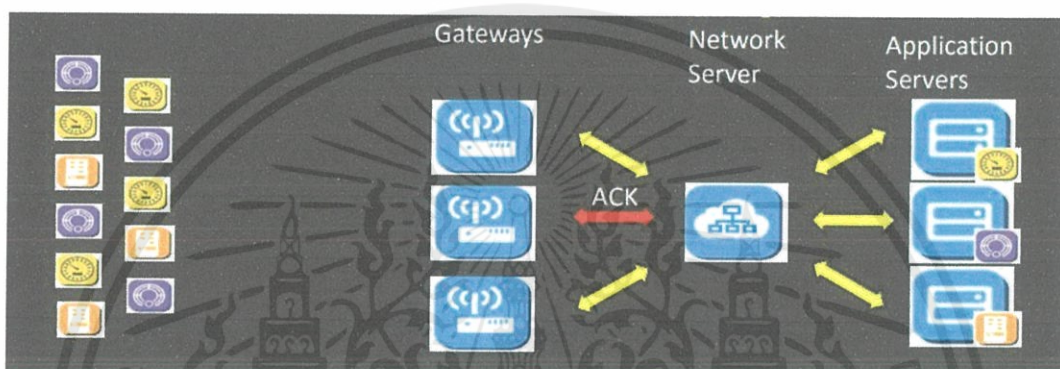 Gateways
Network
Server
Application
Servers
ACK